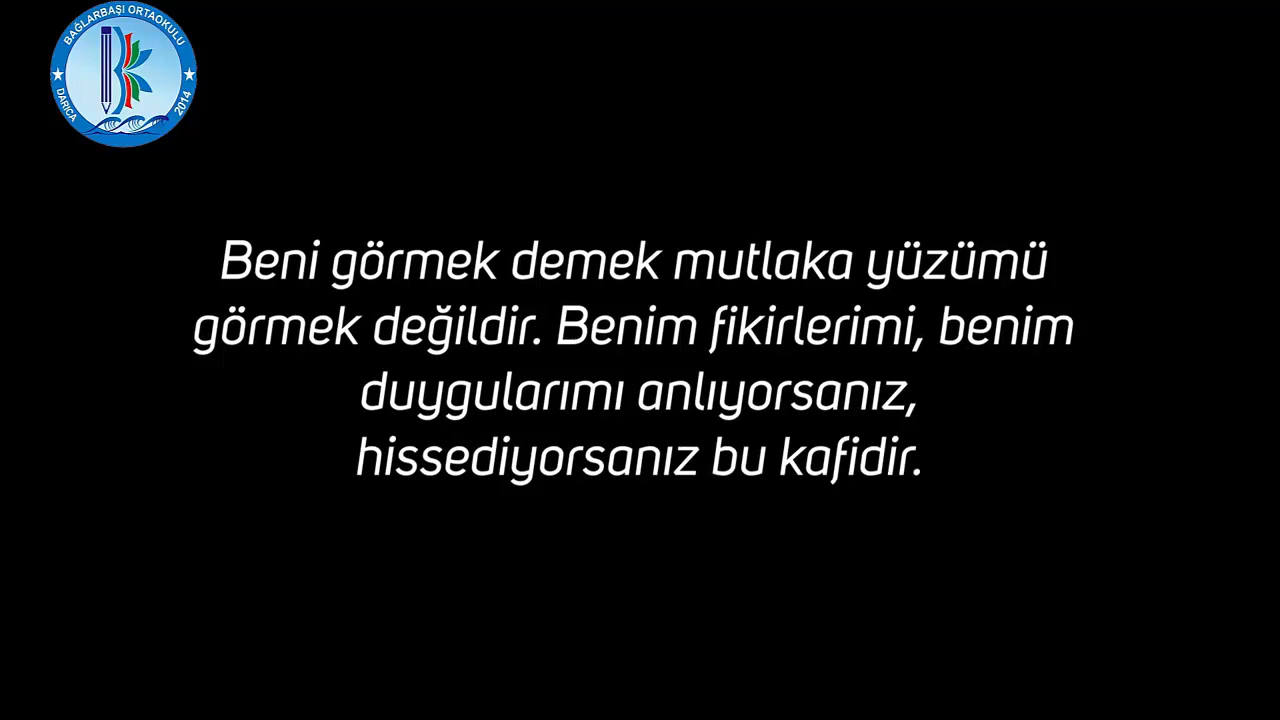 BAĞLARBAŞI ORTAOKULU
DARICA
2014
Beni görmek demek mutlaka yüzümü
görmek değildir. Benim fikirlerimi, benim
duygularımı anlıyorsanız,
hissediyorsanız bu kafidir.